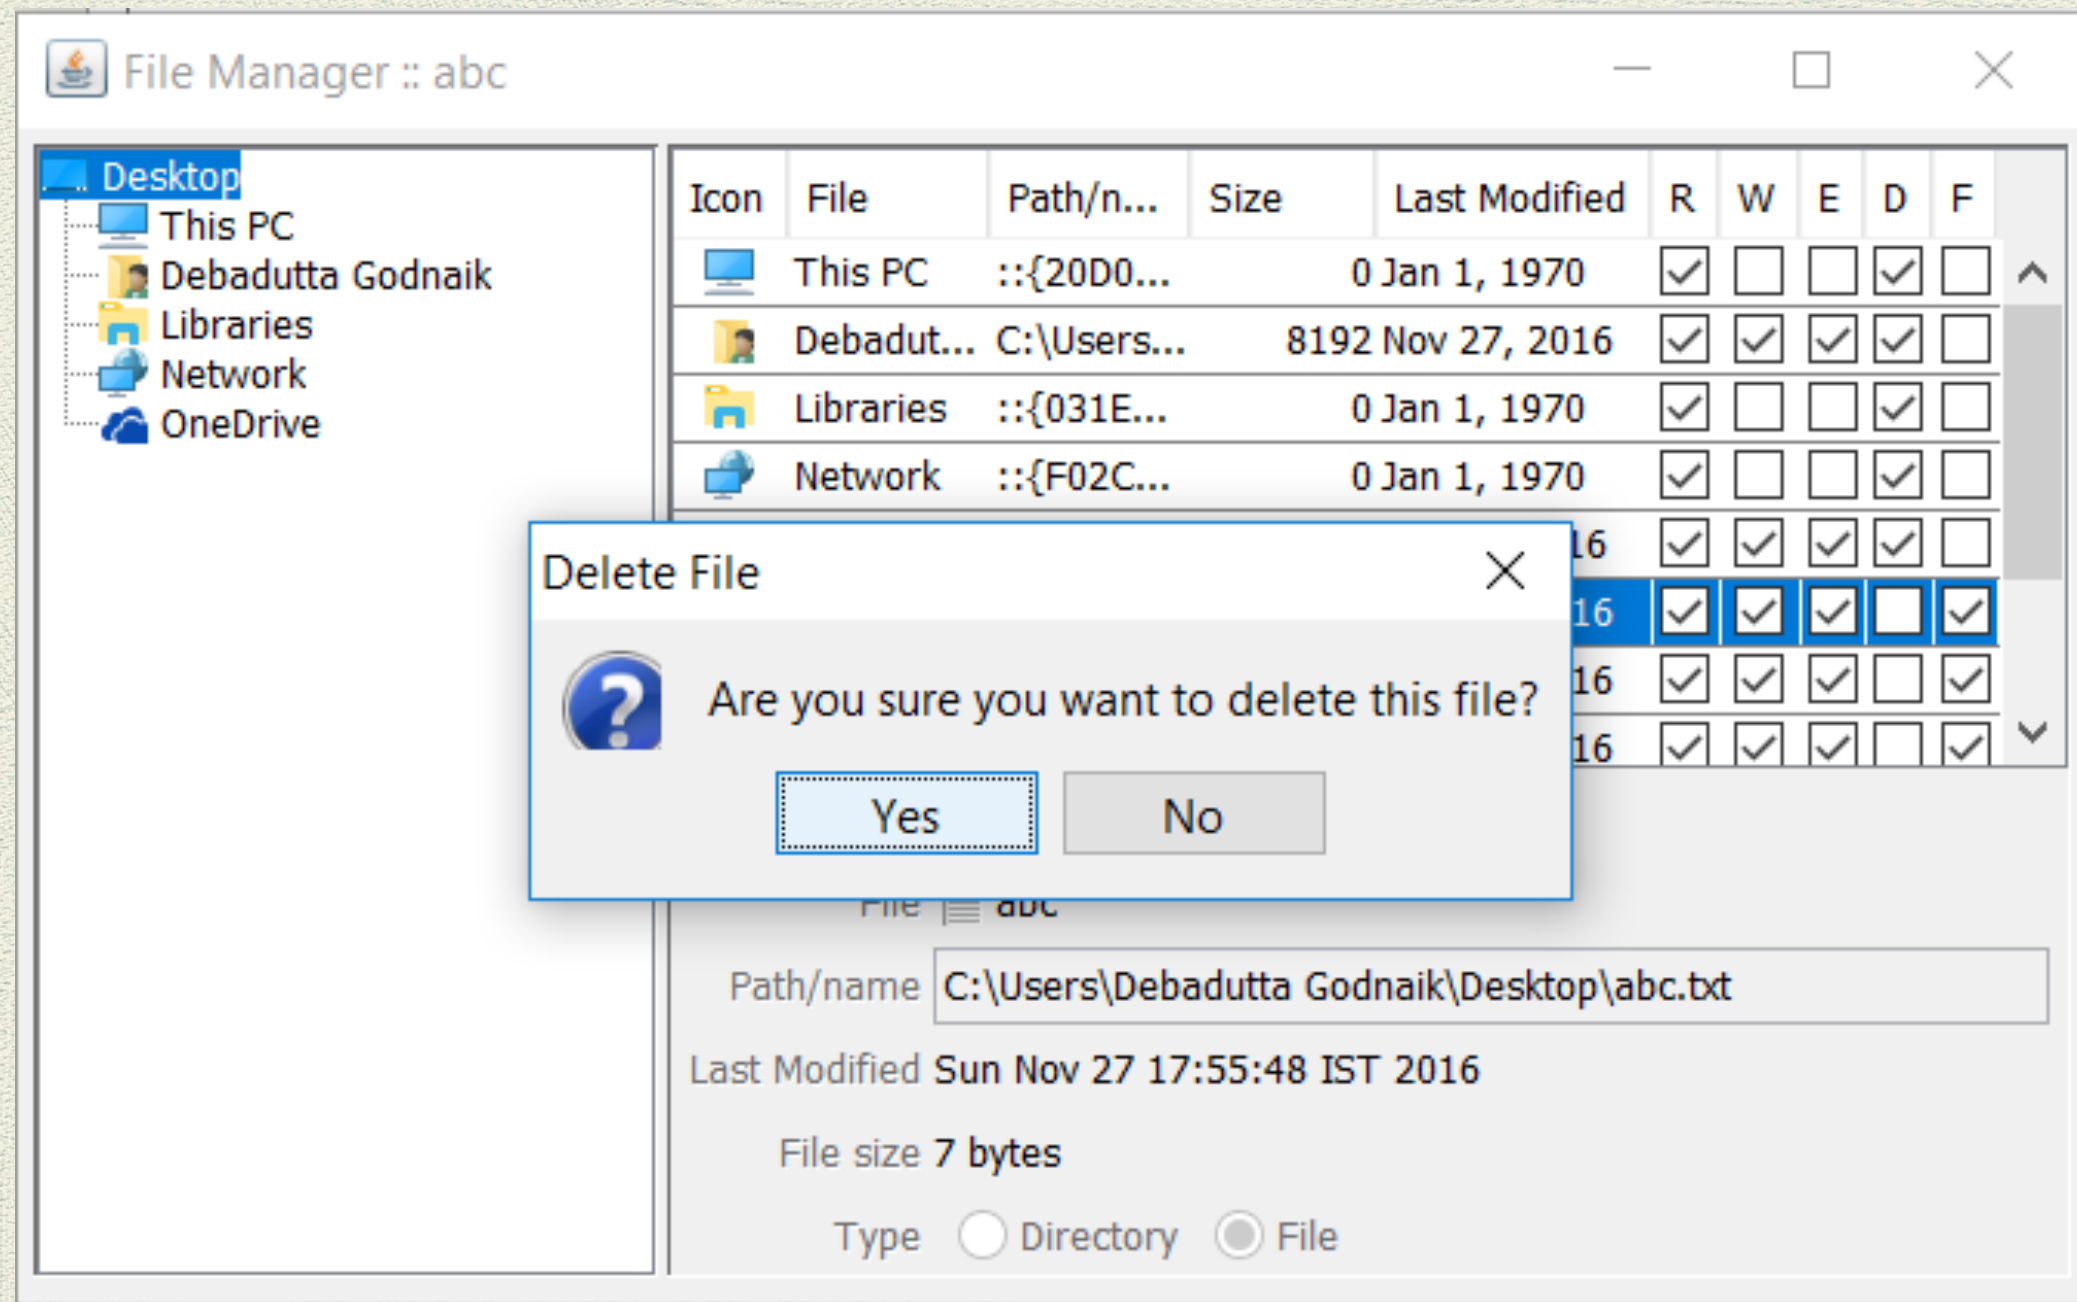 File Manager :: abc
Desktop
This PC
Debadutta Godnaik
Libraries
Network
OneDrive
Icon File Path/n... Size Last Modified R W E D F
This PC ::{20D0... 0 Jan 1, 1970
Debadut... C:\Users... 8192 Nov 27, 2016
Libraries ::{031E... 0 Jan 1, 1970
Network ::{F02C... 0 Jan 1, 1970
16
16
16
16
Delete File
Are you sure you want to delete this file?
Yes No
File abc
Path/name C:\Users\Debadutta Godnaik\Desktop\abc.txt
Last Modified Sun Nov 27 17:55:48 IST 2016
File size 7 bytes
Type Directory File